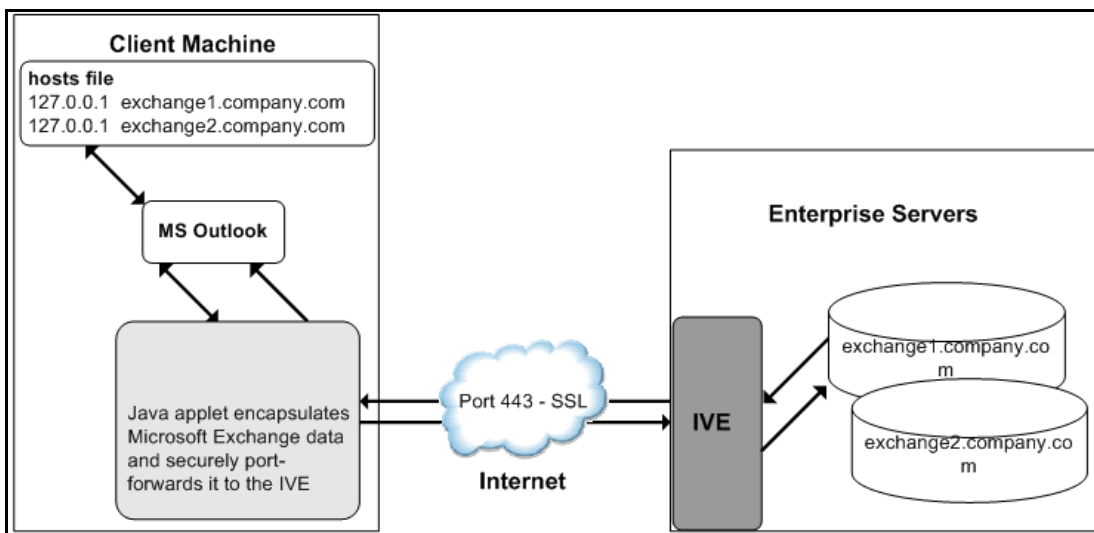 Client Machine
hosts file
127.0.0.1 exchange1.company.com
127.0.0.1 exchange2.company.com
MS Outlook
Java applet encapsulates
Microsoft Exchange data
and securely port-
forwards it to the IVE
Port 443 - SSL
Internet
Enterprise Servers
IVE
exchange1.company.co
m
exchange2.company.co
m